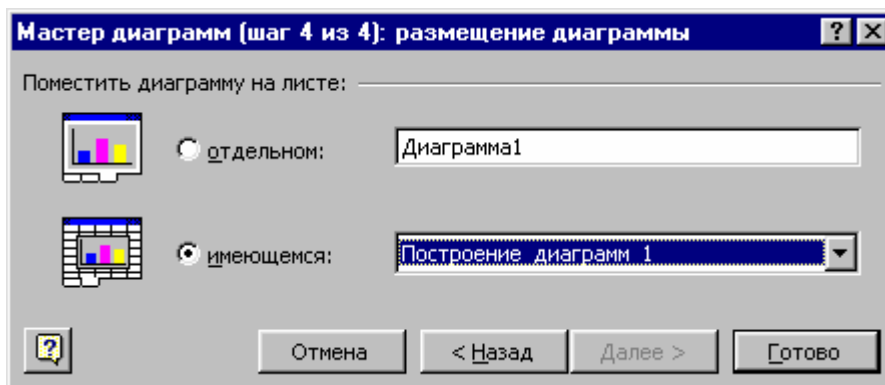 Мастер диаграмм (шаг 4 из 4): размещение диаграммы
Поместить диаграмму на листе:
отдельном:
Диаграмма1
имеющемся:
Построение диаграмм 1
Отмена
< Назад
Далее >
Готово